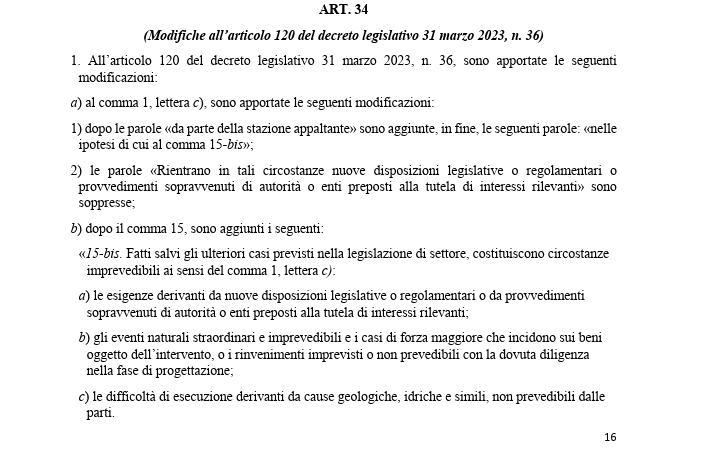 ART. 34
(Modifiche all’articolo 120 del decreto legislativo 31 marzo 2023, n. 36)
1. All’articolo 120 del decreto legislativo 31 marzo 2023, n. 36, sono apportate le seguenti
modificazioni:
a) al comma 1, lettera c), sono apportate le seguenti modificazioni:
1) dopo le parole «da parte della stazione appaltante» sono aggiunte, in fine, le seguenti parole: «nelle
ipotesi di cui al comma 15-bis»;
2) le parole «Rientrano in tali circostanze nuove disposizioni legislative o regolamentari o
provvedimenti sopravvenuti di autorità o enti preposti alla tutela di interessi rilevanti» sono
soppresse;
b) dopo il comma 15, sono aggiunti i seguenti:
«15-bis. Fatti salvi gli ulteriori casi previsti nella legislazione di settore, costituiscono circostanze
imprevedibili ai sensi del comma 1, lettera c):
a) le esigenze derivanti da nuove disposizioni legislative o regolamentari o da provvedimenti
sopravvenuti di autorità o enti preposti alla tutela di interessi rilevanti;
b) gli eventi naturali straordinari e imprevedibili e i casi di forza maggiore che incidono sui beni
oggetto dell’intervento, o i rinvenimenti imprevisti o non prevedibili con la dovuta diligenza
nella fase di progettazione;
c) le difficoltà di esecuzione derivanti da cause geologiche, idriche e simili, non prevedibili dalle
parti.
16